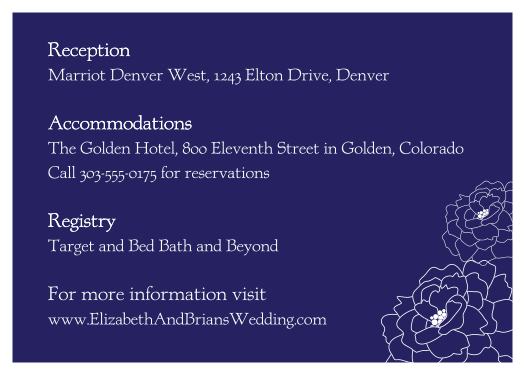 Reception
Marriot Denver West, 1243 Elton Drive, Denver
Accommodations
The Golden Hotel, 800 Eleventh Street in Golden, Colorado
Call 303-555-0175 for reservations
Registry
Target and Bed Bath and Beyond
For more information visit
www.ElizabethAndBriansWedding.com